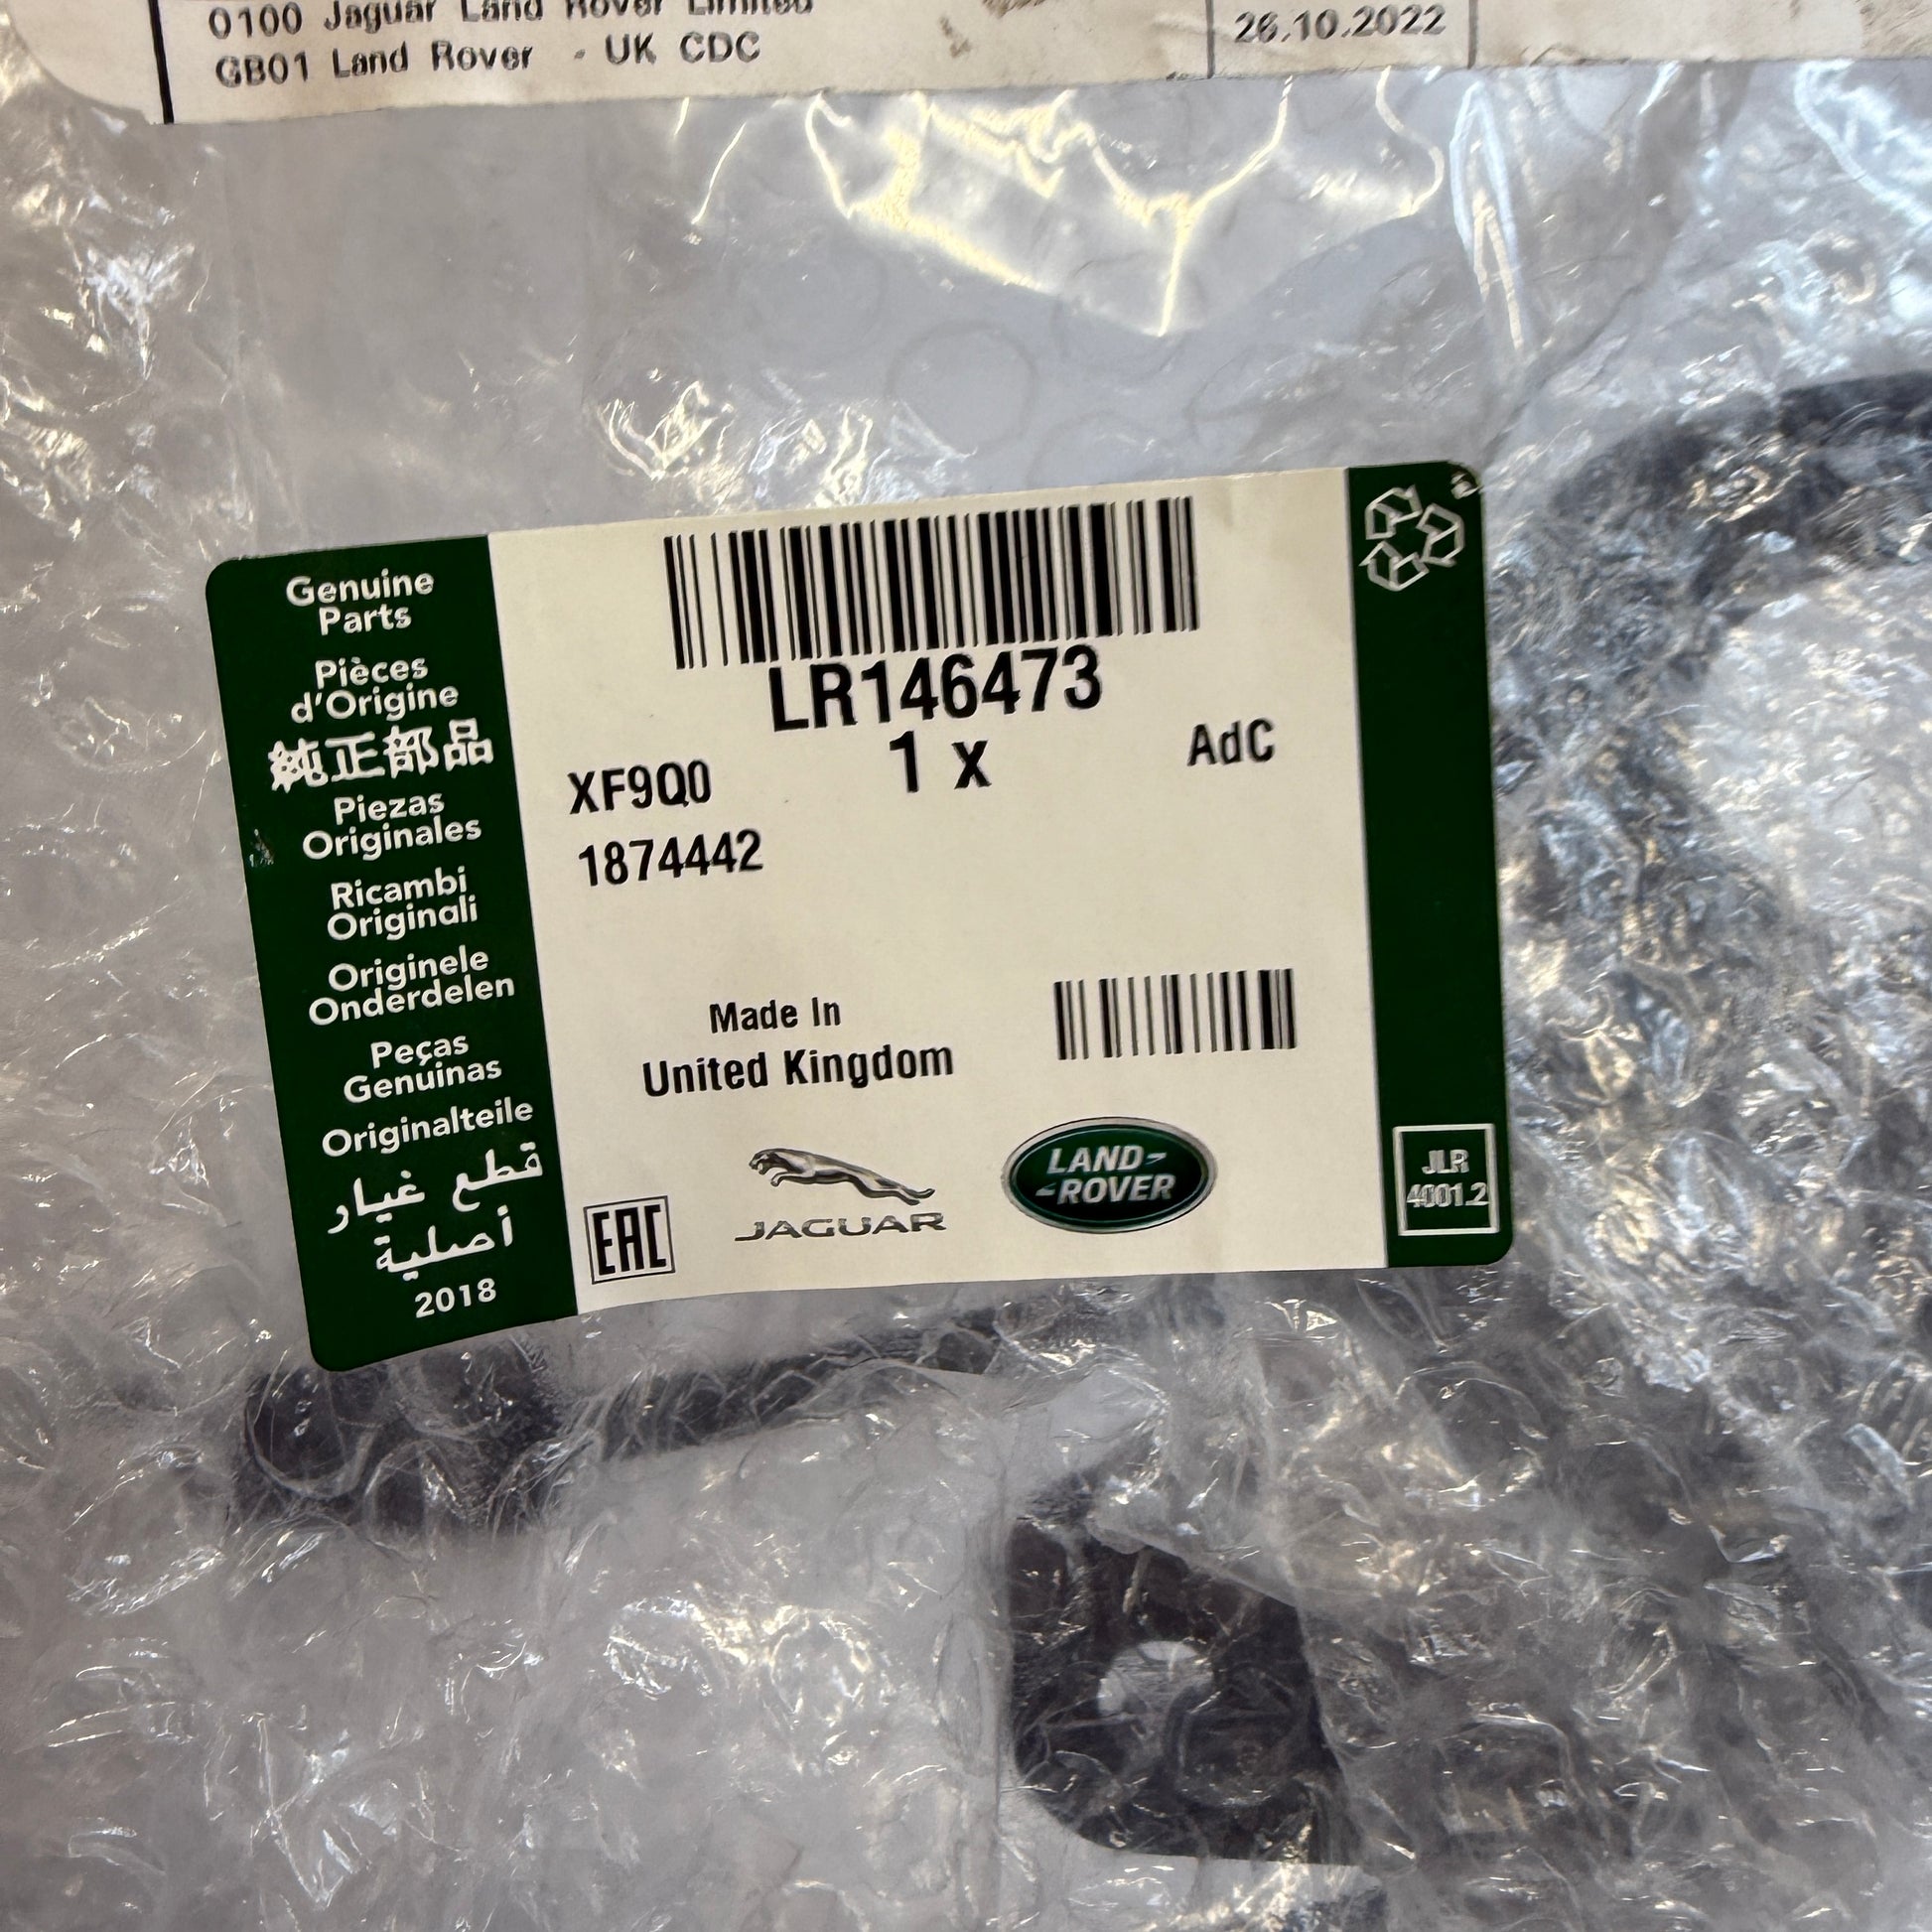 0100 Jaguar Land Rover Limited
GB01 Land Rover - UK CDC
26.10.2022
Genuine
Parts
Pièces
d'Origine
純正部品
Piezas
Originales
Ricambi
Originali
Originele
Onderdelen
Peças
Genuinas
Originalteile
قطع غيار
أصلية
2018
LR146473
1 x
AdC
XF9Q0
1874442
Made In
United Kingdom
EAC
JAGUAR
LAND-
-ROVER
JLR
4001.2